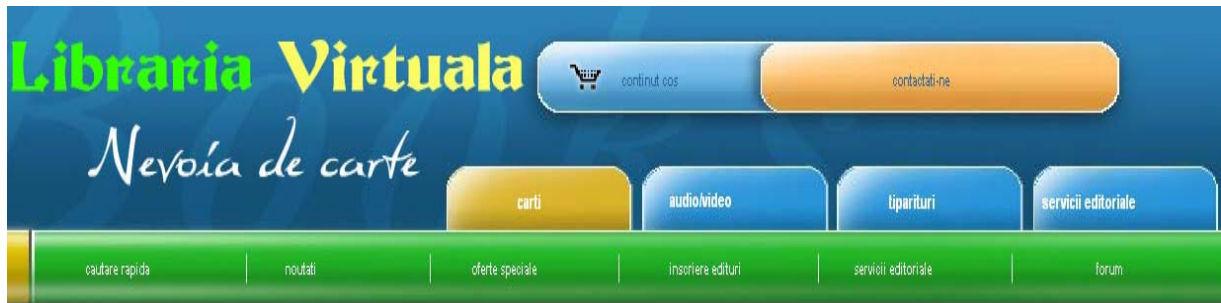 Libraria Virtuala
continut cos
contactati-ne
Nevoia de carte
carti
audio/video
tiparituri
servicii editoriale
cautare rapida
noutati
oferte speciale
inscriere edituri
servicii editoriale
forum
Books